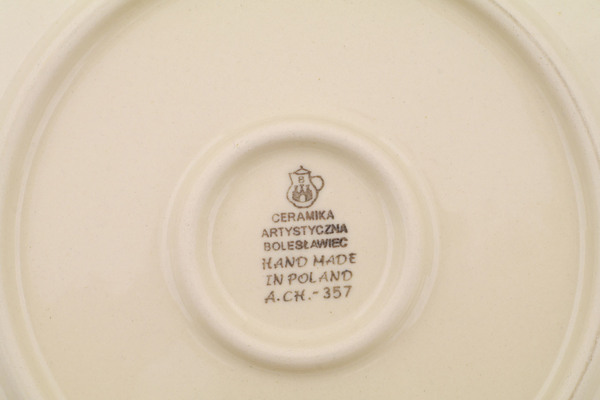 B
CERAMIKA
ARTYSTYCZNA
BOLESŁAWIEC
HAND MADE
IN POLAND
A.CH.-357